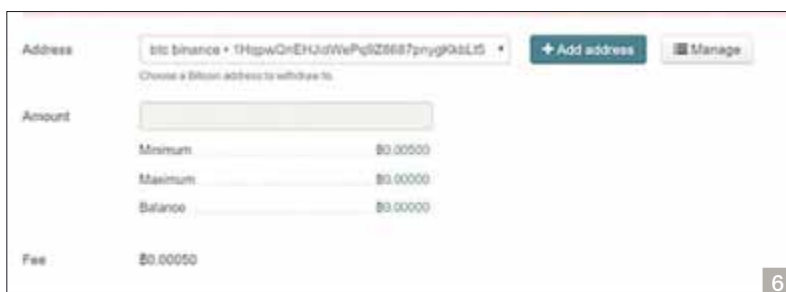 Address btc binance • + Add address Manage
Choose a Bitcoin address to withdraw to.
Amount
Minimum ฿0.00500
Maximum ฿0.00000
Balance ฿0.00000
Fee ฿0.00050
6